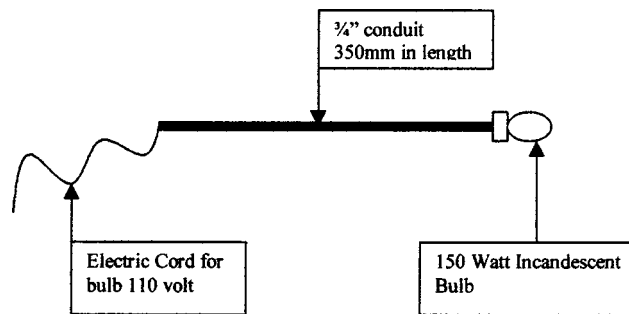 ¾” conduit
350mm in length
Electric Cord for
bulb 110 volt
150 Watt Incandescent
Bulb